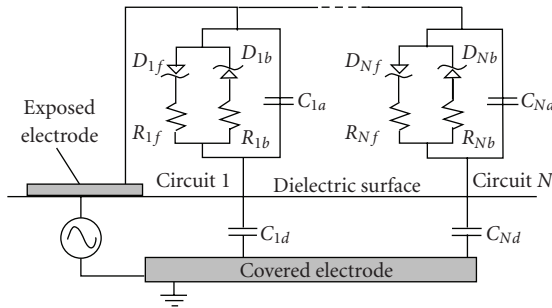 D1f
D1b
DNf
DNb
C1a
CNa
R1f
R1b
RNf
RNb
Exposed
electrode
Circuit 1
Dielectric surface
Circuit N
C1d
CNd
Covered electrode